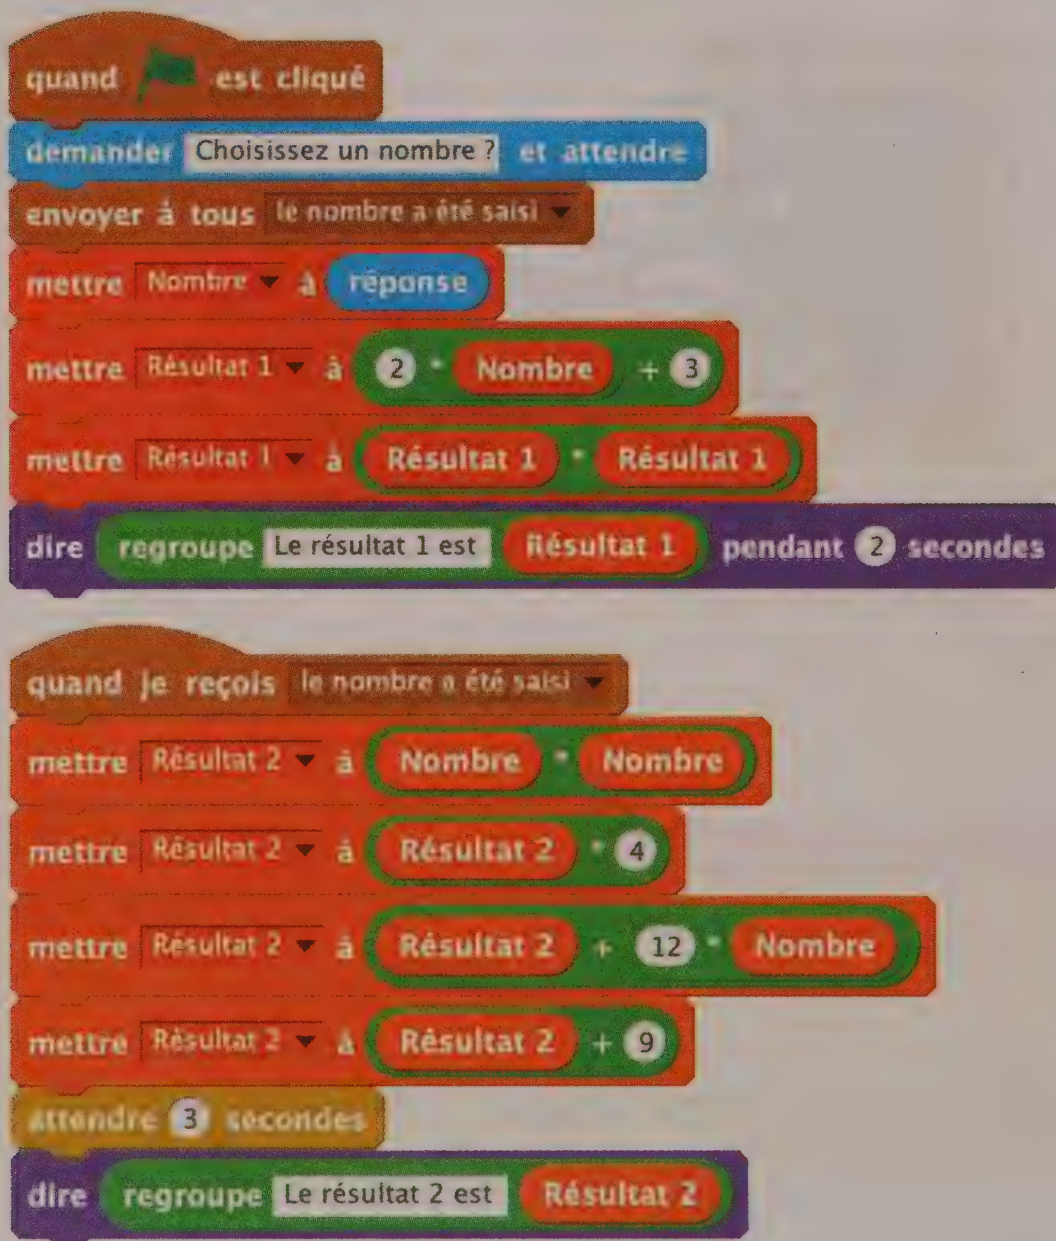 quand est cliqué
demander Choisissez un nombre ? et attendre
envoyer à tous le nombre a été saisi
mettre Nombre à réponse
mettre Résultat 1 à 2 * Nombre + 3
mettre Résultat 1 à Résultat 1 * Résultat 1
dire regroupe Le résultat 1 est Résultat 1 pendant 2 secondes
quand je reçois le nombre a été saisi
mettre Résultat 2 à Nombre * Nombre
mettre Résultat 2 à Résultat 2 * 4
mettre Résultat 2 à Résultat 2 + 12 * Nombre
mettre Résultat 2 à Résultat 2 + 9
attendre 3 secondes
dire regroupe Le résultat 2 est Résultat 2